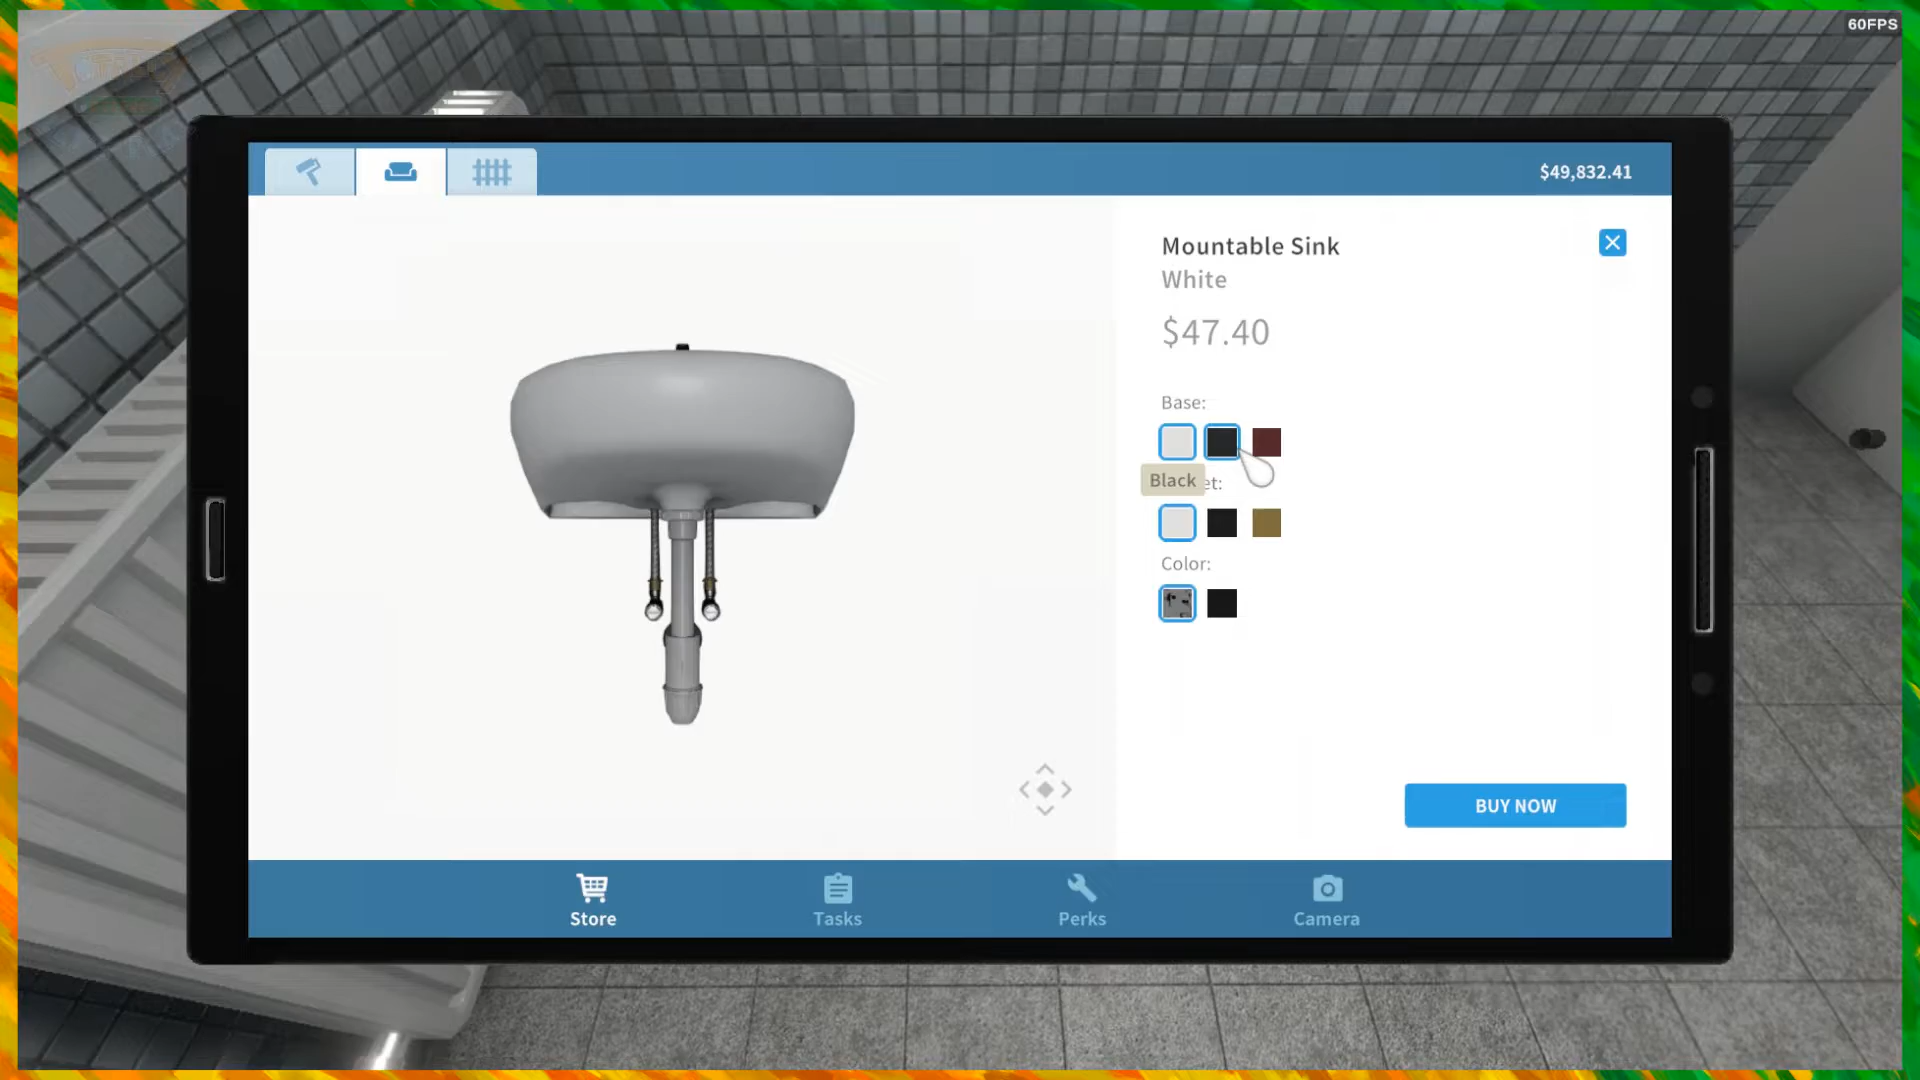 60FPS
$49,832.41
Mountable Sink
White
$47.40
Base:
Black
et:
Color:
BUY NOW
Store
Tasks
Perks
Camera